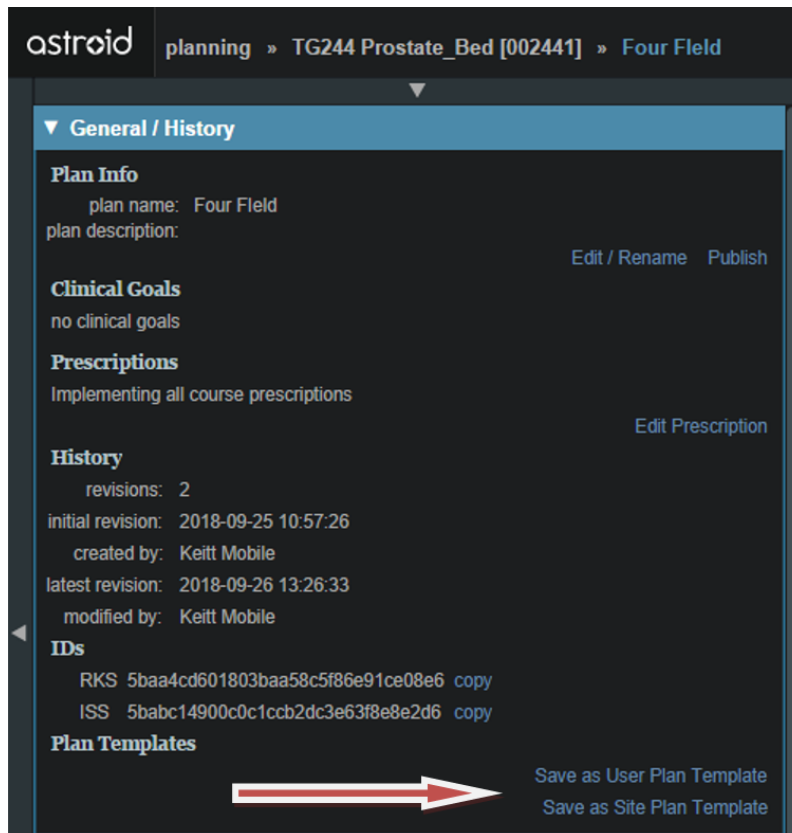 astroid planning » TG244 Prostate_Bed [002441] » Four FIeld
General / History
Plan Info
plan name: Four FIeld
plan description:
Edit / Rename Publish
Clinical Goals
no clinical goals
Prescriptions
Implementing all course prescriptions
Edit Prescription
History
revisions: 2
initial revision: 2018-09-25 10:57:26
created by: Keitt Mobile
latest revision: 2018-09-26 13:26:33
modified by: Keitt Mobile
IDs
RKS 5baa4cd601803baa58c5f86e91ce08e6 copy
ISS 5babc14900c0c1ccb2dc3e63f8e8e2d6 copy
Plan Templates
Save as User Plan Template
Save as Site Plan Template